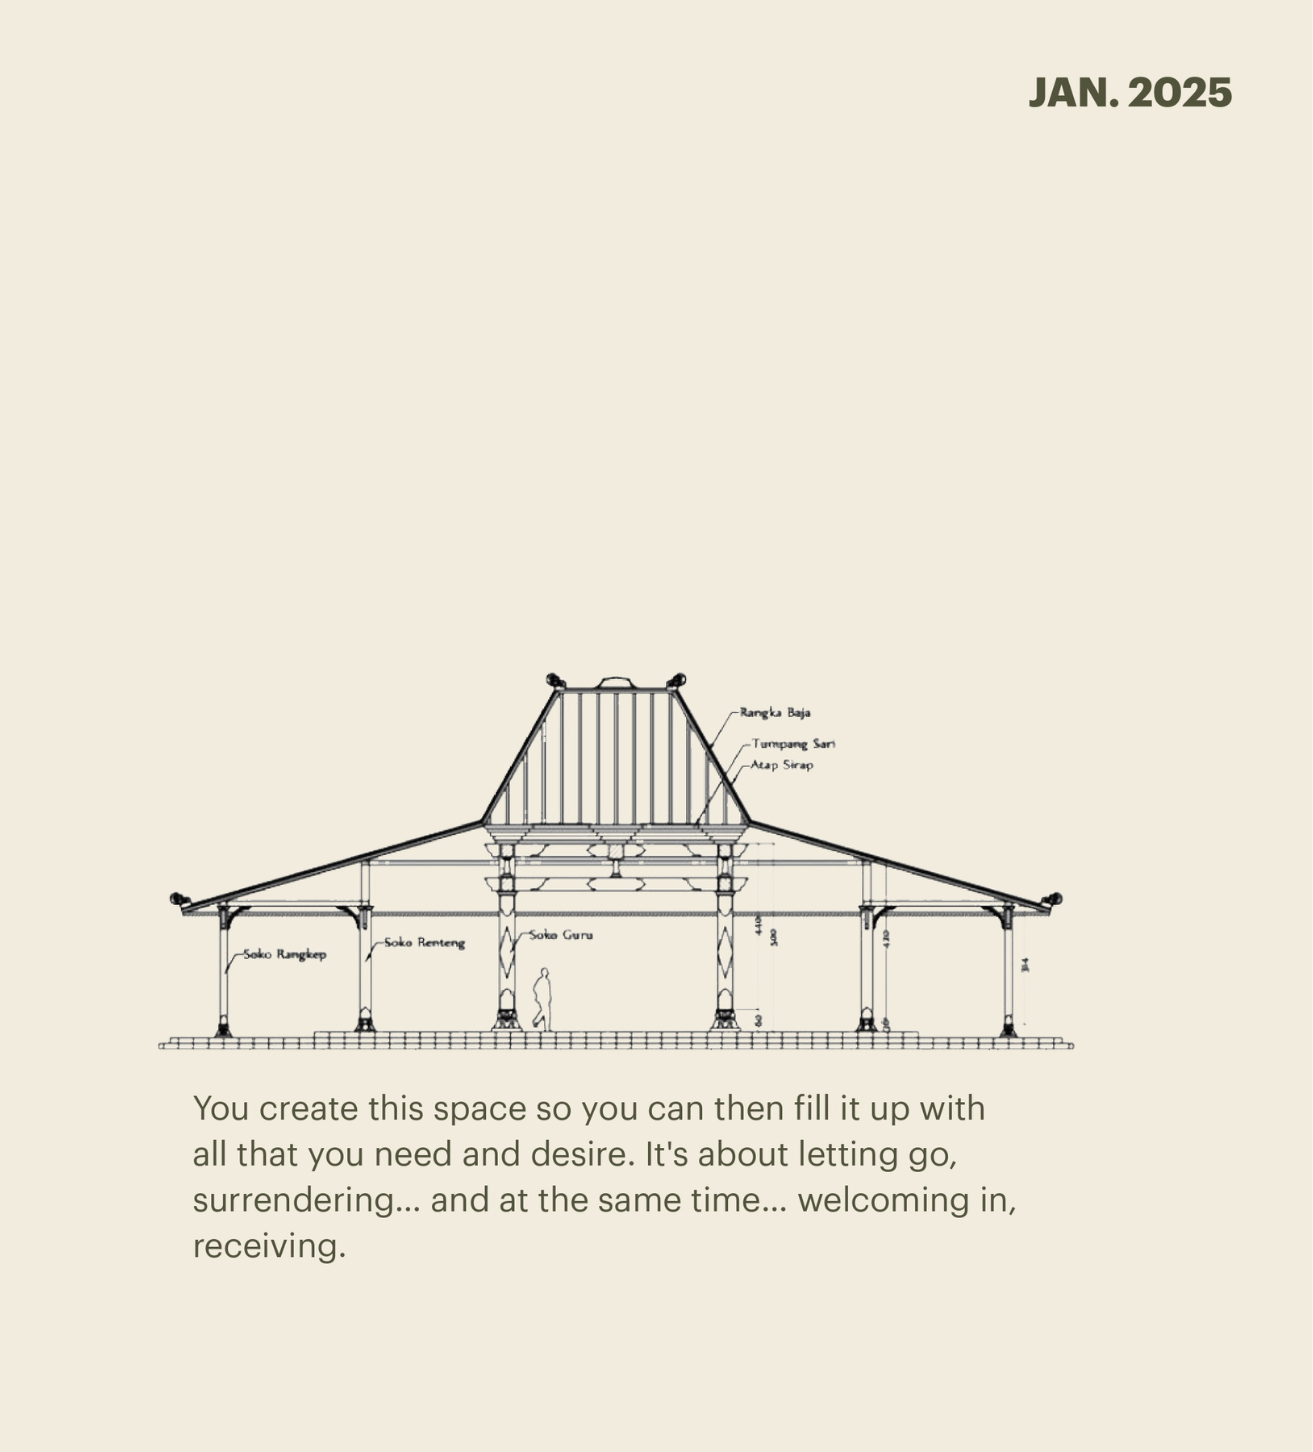 JAN. 2025
Rangka Baja
Tumpang Sari
Atap Sirap
Soko Rangkep
Soko Renteng
Soko Guru
440
500
60
420
314
You create this space so you can then fill it up with
all that you need and desire. It's about letting go,
surrendering... and at the same time... welcoming in,
receiving.